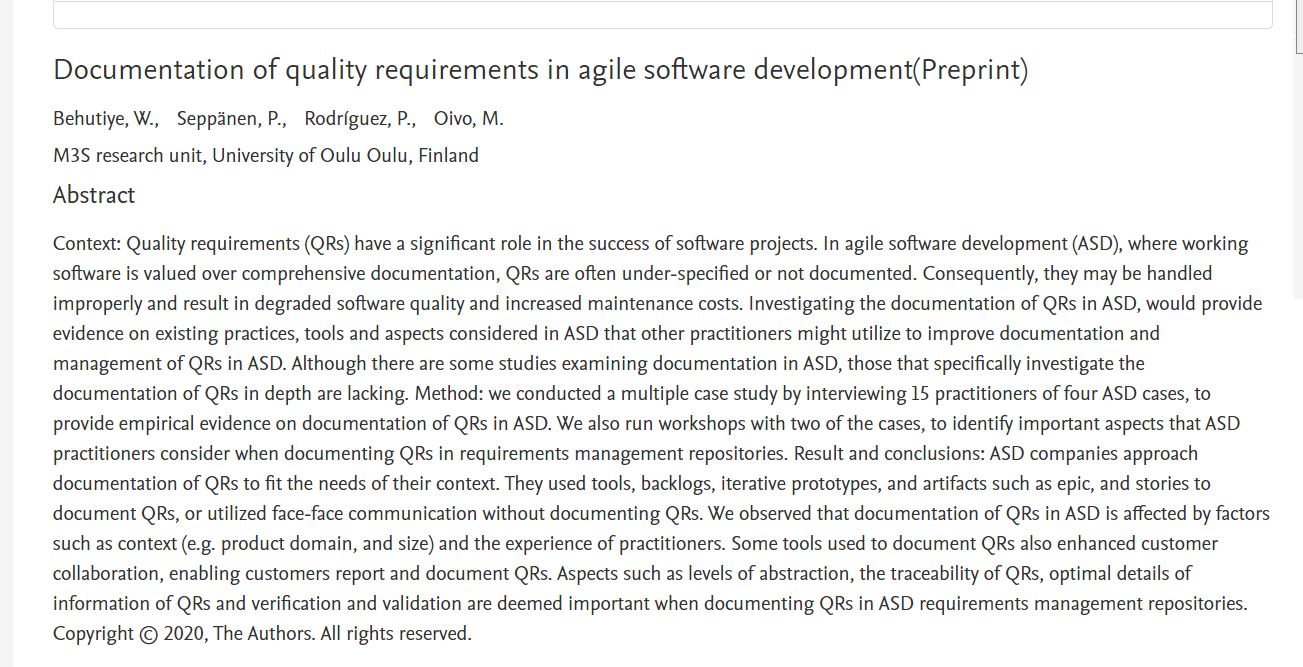 Documentation of quality requirements in agile software development(Preprint)
Behutiye, W., Seppänen, P., Rodríguez, P., Oivo, M.
M3S research unit, University of Oulu Oulu, Finland
Abstract
Context: Quality requirements (QRs) have a significant role in the success of software projects. In agile software development (ASD), where working
software is valued over comprehensive documentation, QRs are often under-specified or not documented. Consequently, they may be handled
improperly and result in degraded software quality and increased maintenance costs. Investigating the documentation of QRs in ASD, would provide
evidence on existing practices, tools and aspects considered in ASD that other practitioners might utilize to improve documentation and
management of QRs in ASD. Although there are some studies examining documentation in ASD, those that specifically investigate the
documentation of QRs in depth are lacking. Method: we conducted a multiple case study by interviewing 15 practitioners of four ASD cases, to
provide empirical evidence on documentation of QRs in ASD. We also run workshops with two of the cases, to identify important aspects that ASD
practitioners consider when documenting QRs in requirements management repositories. Result and conclusions: ASD companies approach
documentation of QRs to fit the needs of their context. They used tools, backlogs, iterative prototypes, and artifacts such as epic, and stories to
document QRs, or utilized face-face communication without documenting QRs. We observed that documentation of QRs in ASD is affected by factors
such as context (e.g. product domain, and size) and the experience of practitioners. Some tools used to document QRs also enhanced customer
collaboration, enabling customers report and document QRs. Aspects such as levels of abstraction, the traceability of QRs, optimal details of
information of QRs and verification and validation are deemed important when documenting QRs in ASD requirements management repositories.
Copyright © 2020, The Authors. All rights reserved.